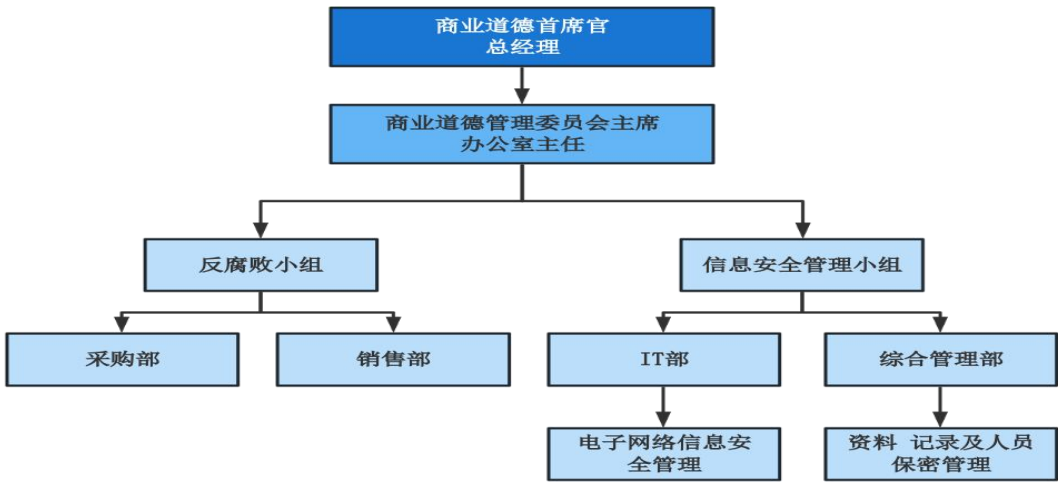 商业道德首席官
总经理
商业道德管理委员会主席
办公室主任
反腐败小组
信息安全管理小组
采购部
销售部
IT部
综合管理部
电子网络信息安
全管理
资料 记录及人员
保密管理